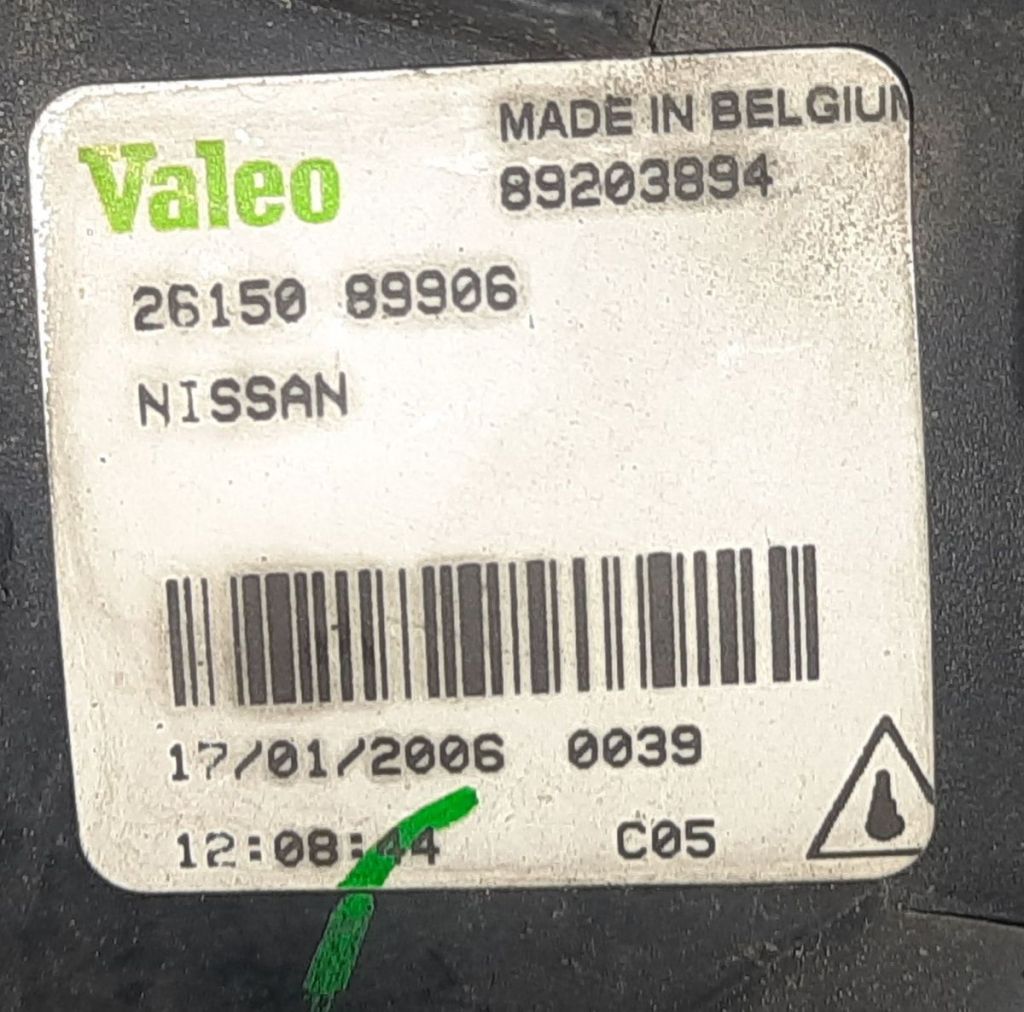 Valeo
MADE IN BELGIUM
89203894
26150 89906
NISSAN
17/01/2006 0039
12:08:44 C05